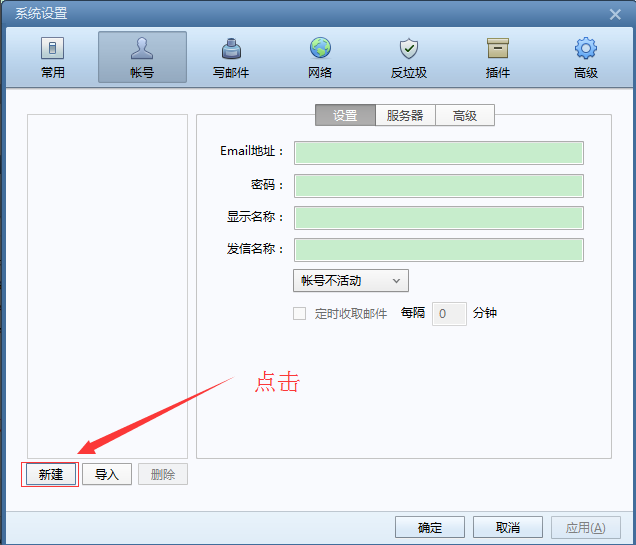 系统设置
常用 帐号 写邮件 网络 反垃圾 插件 高级
设置 服务器 高级
Email地址：
密码：
显示名称：
发信名称：
帐号不活动
定时收取邮件 每隔 0 分钟
点击
新建 导入 删除
确定 取消 应用(A)